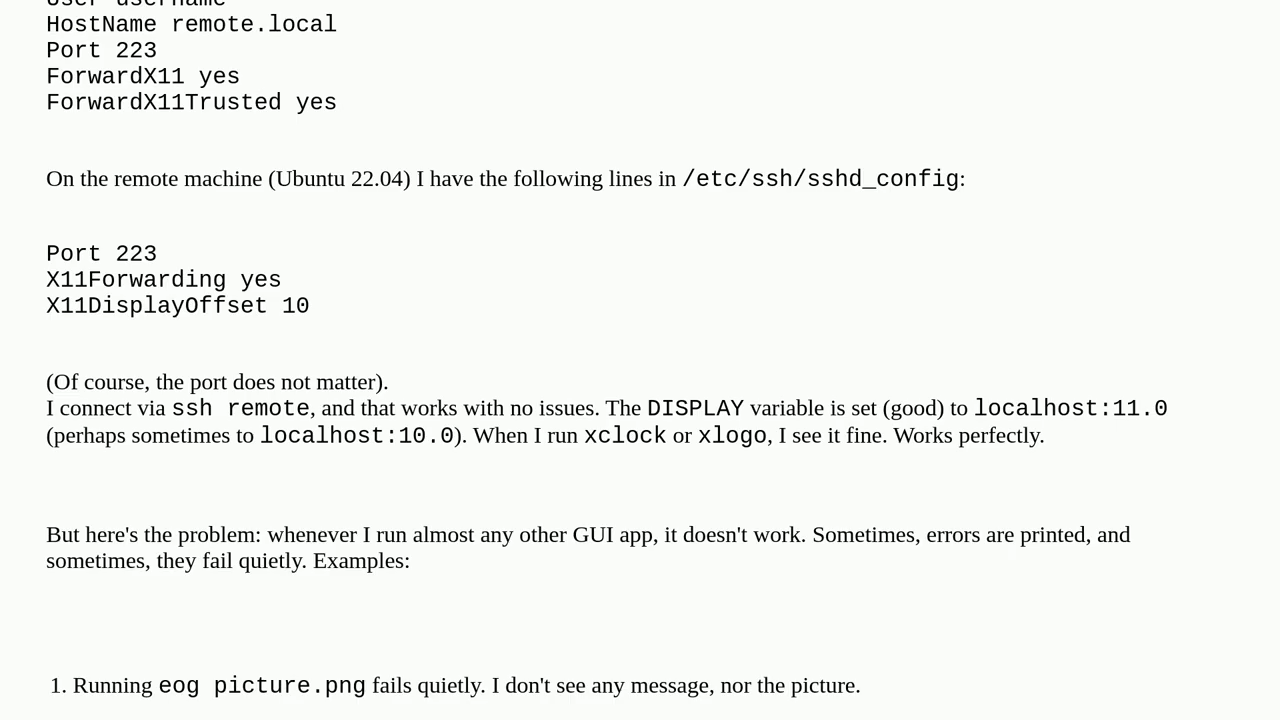 User username
HostName remote.local
Port 223
ForwardX11 yes
ForwardX11Trusted yes
On the remote machine (Ubuntu 22.04) I have the following lines in /etc/ssh/sshd_config:
Port 223
X11Forwarding yes
X11DisplayOffset 10
(Of course, the port does not matter).
I connect via ssh remote, and that works with no issues. The DISPLAY variable is set (good) to localhost:11.0
(perhaps sometimes to localhost:10.0). When I run xclock or xlogo, I see it fine. Works perfectly.
But here's the problem: whenever I run almost any other GUI app, it doesn't work. Sometimes, errors are printed, and
sometimes, they fail quietly. Examples:
1. Running eog picture.png fails quietly. I don't see any message, nor the picture.